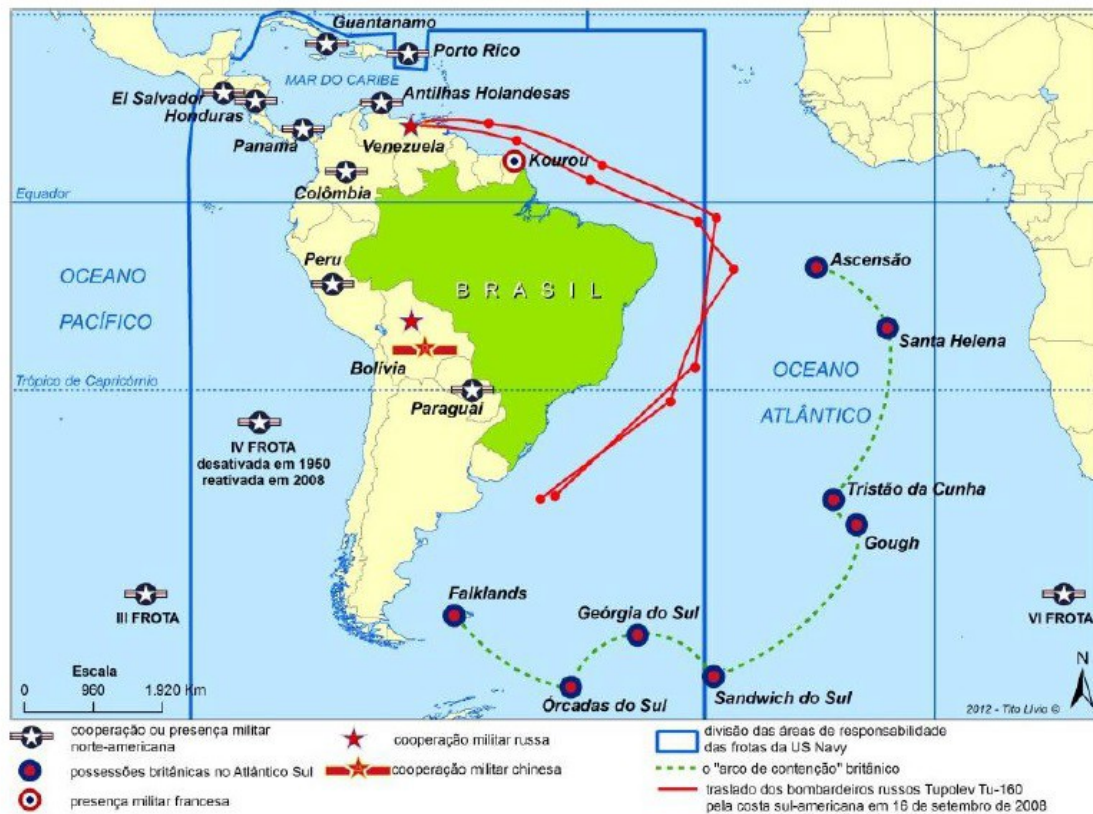 Guantanamo
Porto Rico
MAR DO CARIBE
El Salvador
Honduras
Antilhas Holandesas
Panamá
Venezuela
Kourou
Colômbia
Equador
OCEANO
PACÍFICO
Peru
BRASIL
Ascensão
Santa Helena
Bolívia
OCEANO
ATLÂNTICO
Trópico de Capricórnio
Paraguai
IV FROTA
desativada em 1950
reativada em 2008
Tristão da Cunha
Gough
III FROTA
Falklands
Geórgia do Sul
VI FROTA
Escala
0 960 1.920 Km
Órcadas do Sul
Sandwich do Sul
N
2012 - Tito Lívio ©
cooperação ou presença militar
norte-americana
possessões britânicas no Atlântico Sul
presença militar francesa
cooperação militar russa
cooperação militar chinesa
divisão das áreas de responsabilidade
das frotas da US Navy
o "arco de contenção" britânico
traslado dos bombardeiros russos Tupolev Tu-160
pela costa sul-americana em 16 de setembro de 2008